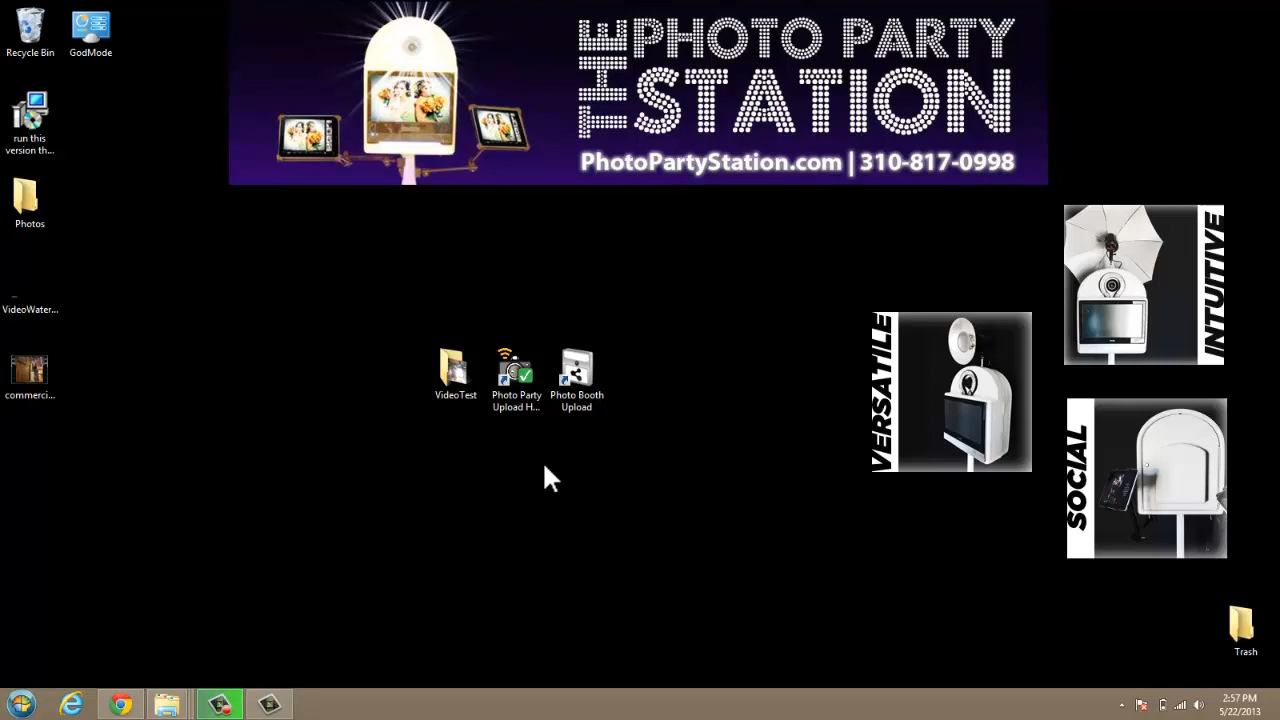 Recycle Bin
GodMode
run this
version th...
Photos
VideoWater...
commerci...
THE
PHOTO PARTY
STATION
PhotoPartyStation.com | 310-817-0998
INTUITIVE
VERSATILE
SOCIAL
VideoTest
Photo Party
Upload H...
Photo Booth
Upload
Trash
2:57 PM
5/22/2013